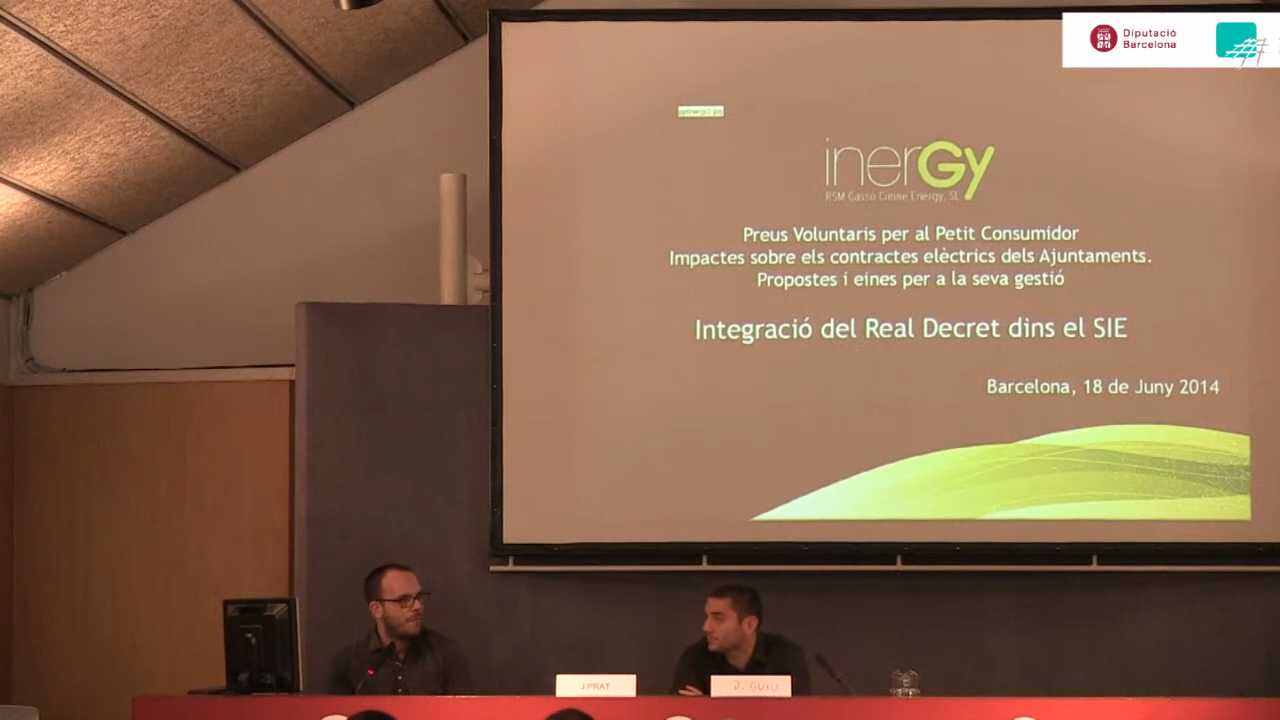 Diputació
Barcelona
inerGy
RSM Gassó Cimne Energy, SL
Preus Voluntaris per al Petit Consumidor
Impactes sobre els contractes elèctrics dels Ajuntaments.
Propostes i eines per a la seva gestió
Integració del Real Decret dins el SIE
Barcelona, 18 de Juny 2014
J.PRAT
J. GUIU